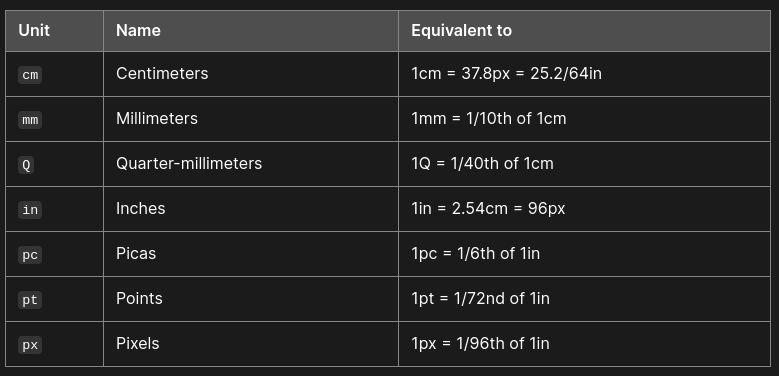 Unit Name Equivalent to
cm Centimeters 1cm = 37.8px = 25.2/64in
mm Millimeters 1mm = 1/10th of 1cm
Q Quarter-millimeters 1Q = 1/40th of 1cm
in Inches 1in = 2.54cm = 96px
pc Picas 1pc = 1/6th of 1in
pt Points 1pt = 1/72nd of 1in
px Pixels 1px = 1/96th of 1in